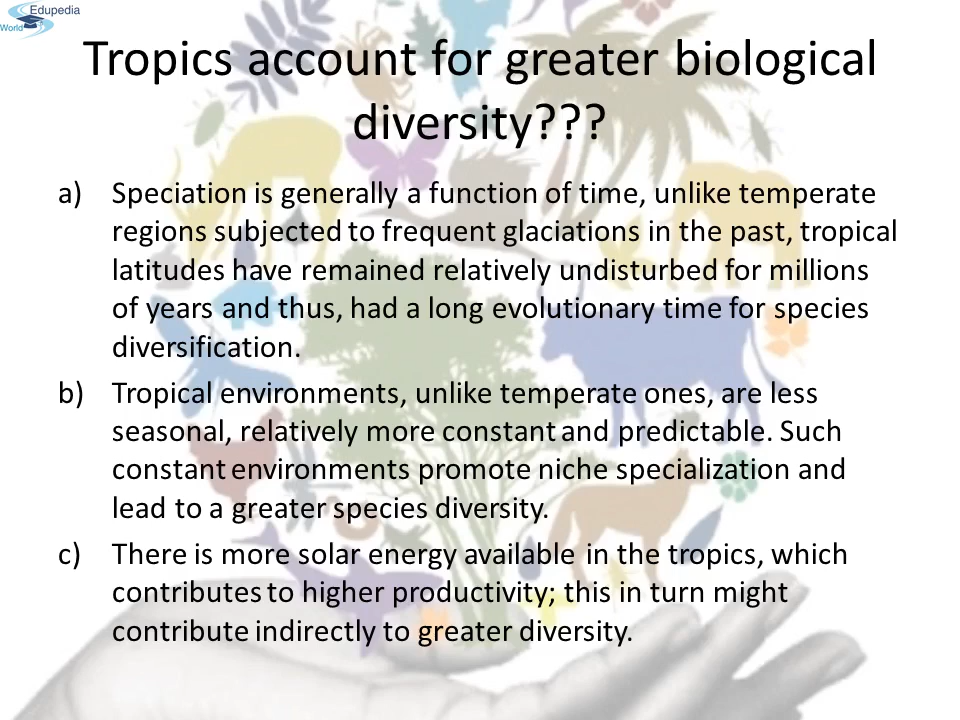 Edupedia
World
Tropics account for greater biological
diversity???
a) Speciation is generally a function of time, unlike temperate
regions subjected to frequent glaciations in the past, tropical
latitudes have remained relatively undisturbed for millions
of years and thus, had a long evolutionary time for species
diversification.
b) Tropical environments, unlike temperate ones, are less
seasonal, relatively more constant and predictable. Such
constant environments promote niche specialization and
lead to a greater species diversity.
c) There is more solar energy available in the tropics, which
contributes to higher productivity; this in turn might
contribute indirectly to greater diversity.